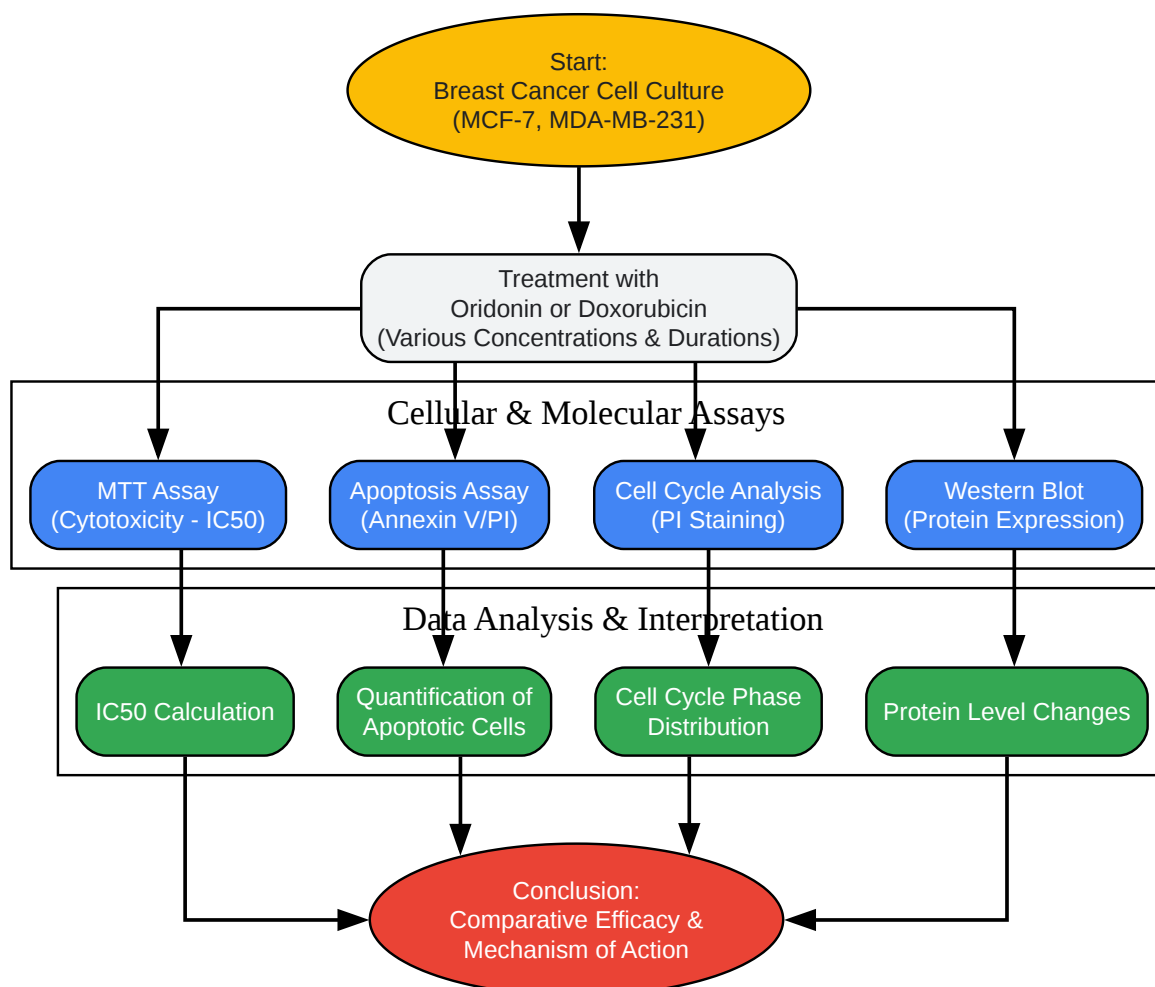 Start:
Breast Cancer Cell Culture
(MCF-7, MDA-MB-231)
Treatment with
Oridonin or Doxorubicin
(Various Concentrations & Durations)
Cellular & Molecular Assays
MTT Assay
(Cytotoxicity - IC50)
Apoptosis Assay
(Annexin V/PI)
Cell Cycle Analysis
(PI Staining)
Western Blot
(Protein Expression)
Data Analysis & Interpretation
IC50 Calculation
Quantification of
Apoptotic Cells
Cell Cycle Phase
Distribution
Protein Level Changes
Conclusion:
Comparative Efficacy &
Mechanism of Action